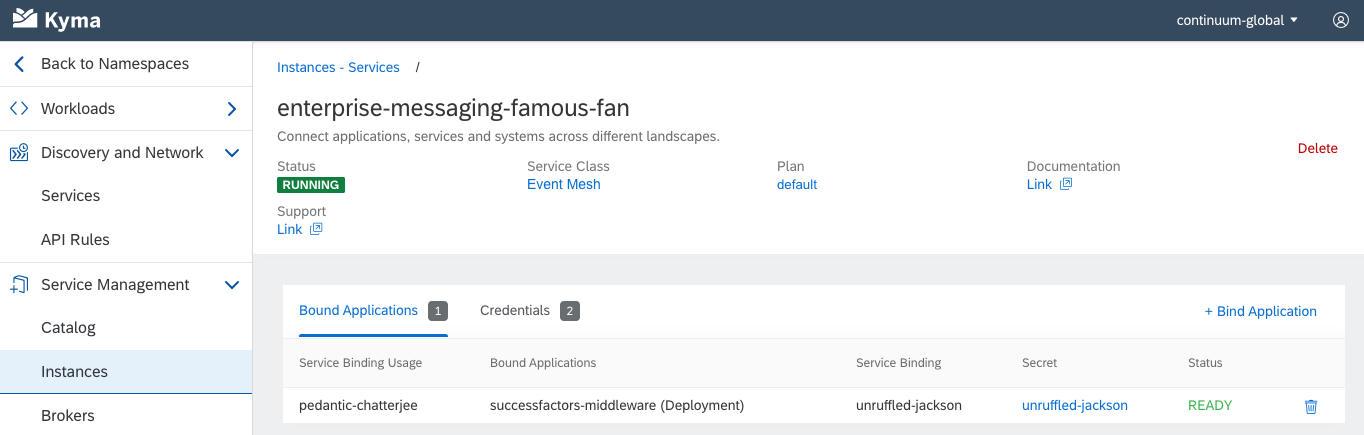 Kyma
continuum-global
Back to Namespaces
Workloads
Discovery and Network
Services
API Rules
Service Management
Catalog
Instances
Brokers
Instances - Services /
enterprise-messaging-famous-fan
Connect applications, services and systems across different landscapes.
Delete
Status Service Class Plan Documentation
RUNNING Event Mesh default Link
Support
Link
Bound Applications 1 Credentials 2 + Bind Application
Service Binding Usage Bound Applications Service Binding Secret Status
pedantic-chatterjee successfactors-middleware (Deployment) unruffled-jackson unruffled-jackson READY